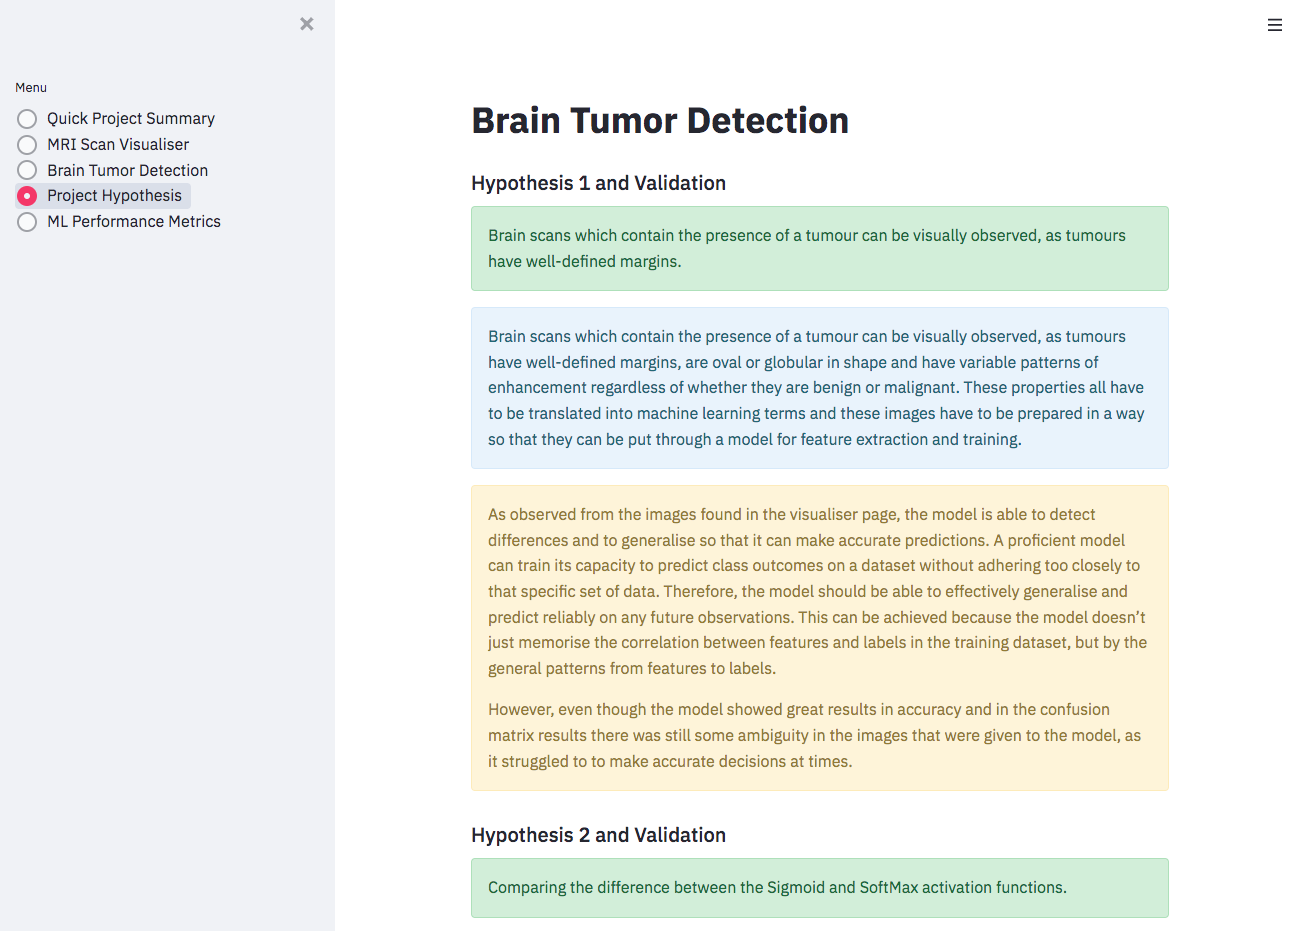 Menu
Quick Project Summary
MRI Scan Visualiser
Brain Tumor Detection
Project Hypothesis
ML Performance Metrics
Brain Tumor Detection
Hypothesis 1 and Validation
Brain scans which contain the presence of a tumour can be visually observed, as tumours
have well-defined margins.
Brain scans which contain the presence of a tumour can be visually observed, as tumours
have well-defined margins, are oval or globular in shape and have variable patterns of
enhancement regardless of whether they are benign or malignant. These properties all have
to be translated into machine learning terms and these images have to be prepared in a way
so that they can be put through a model for feature extraction and training.
As observed from the images found in the visualiser page, the model is able to detect
differences and to generalise so that it can make accurate predictions. A proficient model
can train its capacity to predict class outcomes on a dataset without adhering too closely to
that specific set of data. Therefore, the model should be able to effectively generalise and
predict reliably on any future observations. This can be achieved because the model doesn’t
just memorise the correlation between features and labels in the training dataset, but by the
general patterns from features to labels.
However, even though the model showed great results in accuracy and in the confusion
matrix results there was still some ambiguity in the images that were given to the model, as
it struggled to to make accurate decisions at times.
Hypothesis 2 and Validation
Comparing the difference between the Sigmoid and SoftMax activation functions.